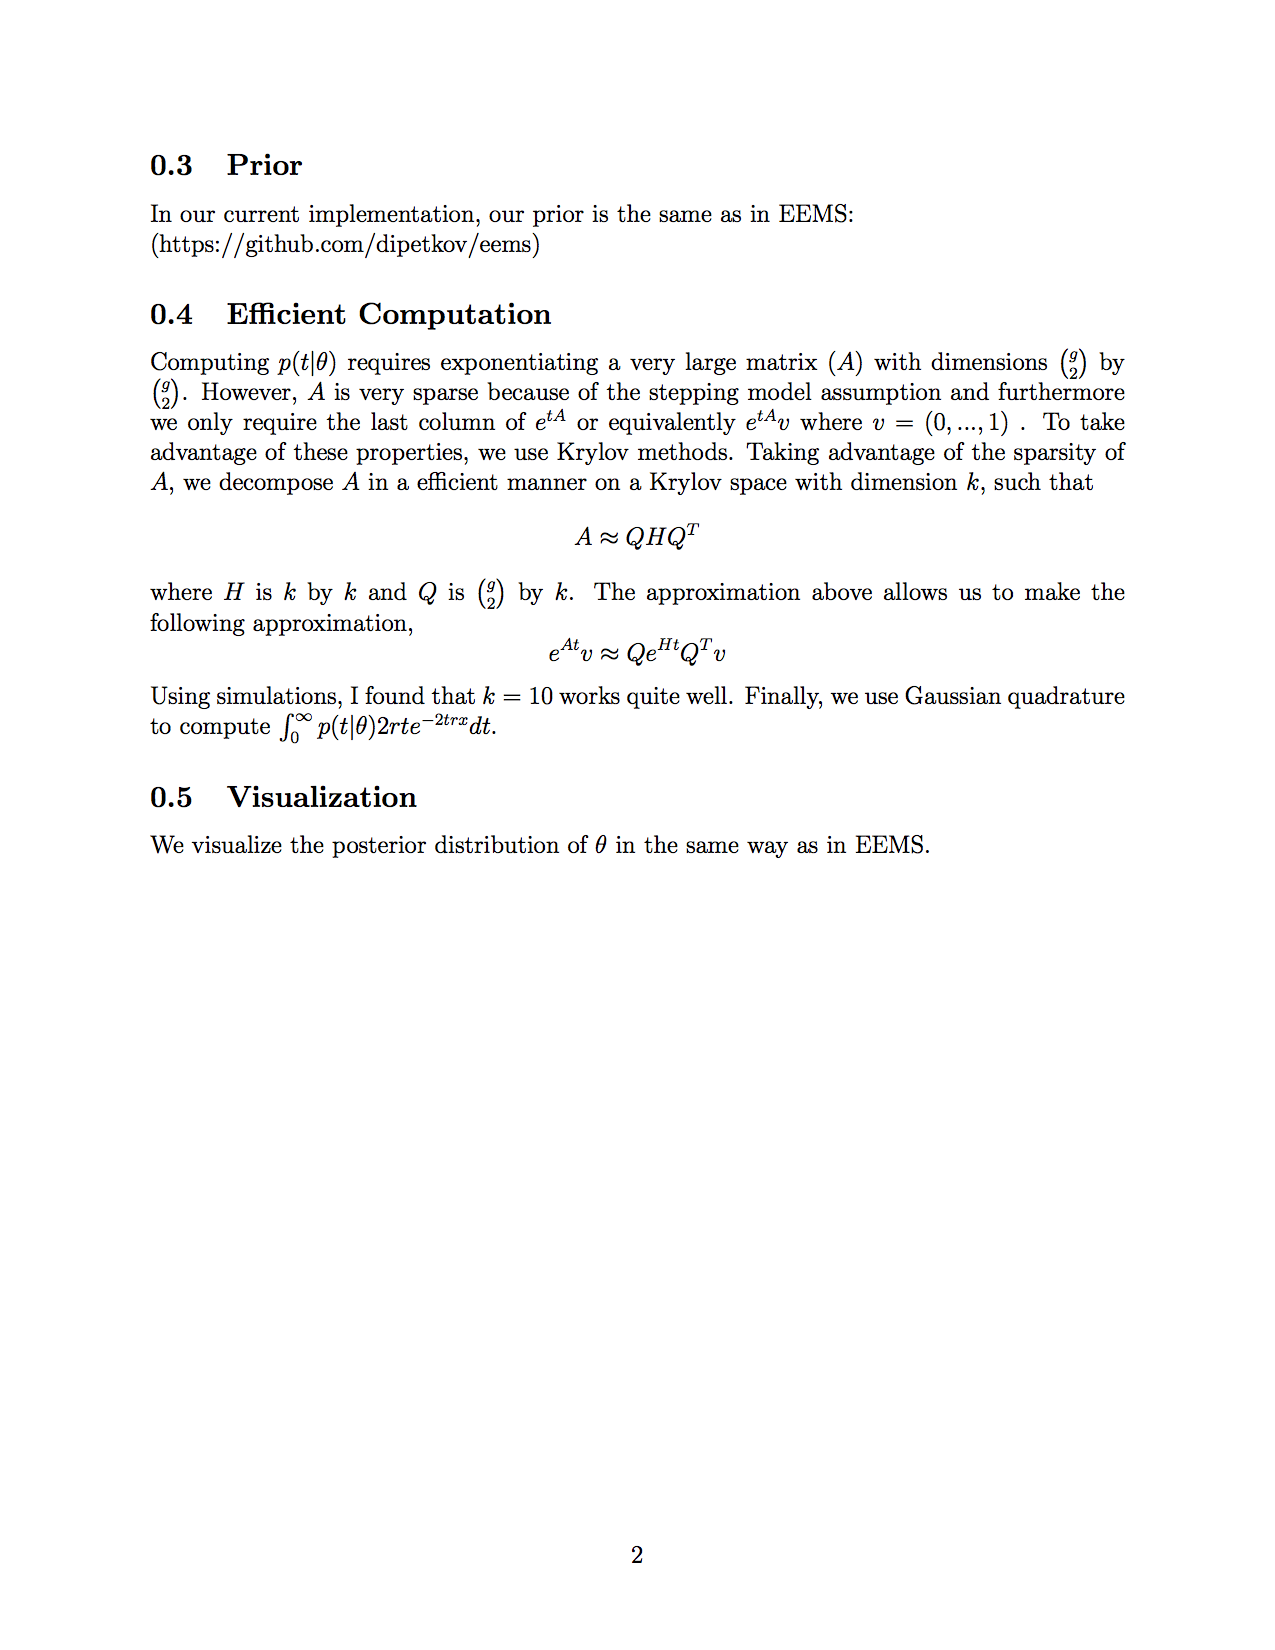 0.3 Prior
In our current implementation, our prior is the same as in EEMS:
(https://github.com/dipetkov/eems)
0.4 Efficient Computation
Computing $p(t|\theta)$ requires exponentiating a very large matrix $(A)$ with dimensions $\binom{g}{2}$ by
$\binom{g}{2}$. However, $A$ is very sparse because of the stepping model assumption and furthermore
we only require the last column of $e^{tA}$ or equivalently $e^{tA}v$ where $v = (0, ..., 1)$ . To take
advantage of these properties, we use Krylov methods. Taking advantage of the sparsity of
$A$, we decompose $A$ in a efficient manner on a Krylov space with dimension $k$, such that
$A \approx QHQ^T$
where $H$ is $k$ by $k$ and $Q$ is $\binom{g}{2}$ by $k$. The approximation above allows us to make the
following approximation,
$e^{At}v \approx Qe^{Ht}Q^Tv$
Using simulations, I found that $k = 10$ works quite well. Finally, we use Gaussian quadrature
to compute $\int_0^\infty p(t|\theta)2rte^{-2trx}dt$.
0.5 Visualization
We visualize the posterior distribution of $\theta$ in the same way as in EEMS.
2